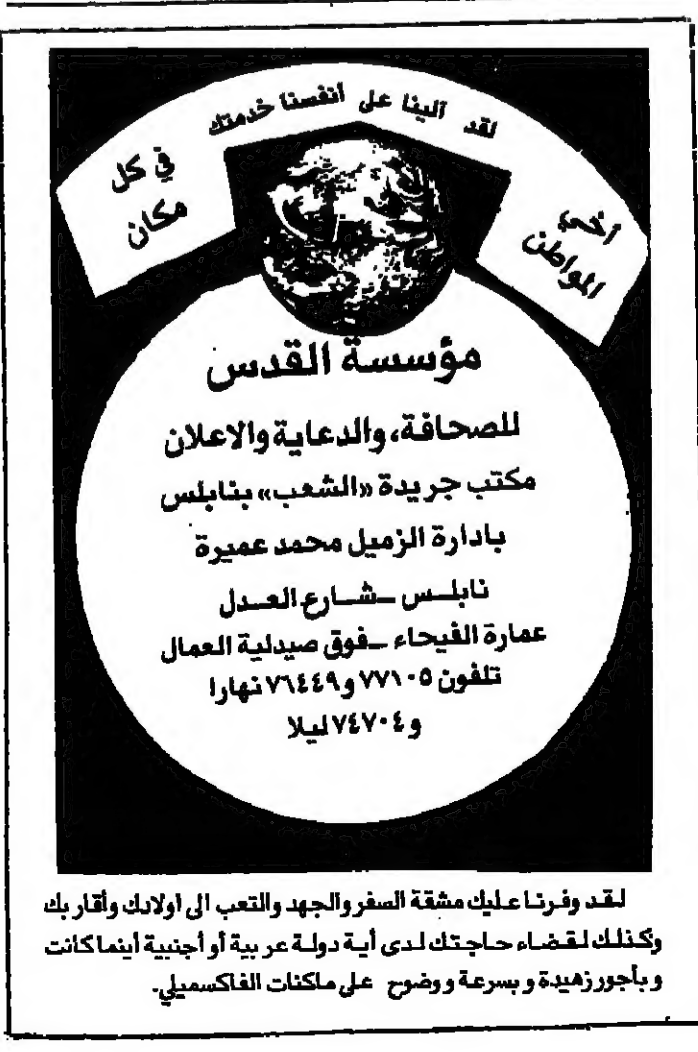 أخي
المواطن
لقد آلينا على أنفسنا خدمتك
في كل
مكان
مؤسسة القدس
للصحافة، والدعاية والاعلان
مكتب جريدة «الشعب» بنابلس
بادارة الزميل محمد عميرة
نابلس - شارع العدل
عمارة الفيحاء - فوق صيدلية العمال
تلفون ٧٧١٠٥ و٧٦٤٤٩ نهارا
و٧٤٧٠٤ ليلا
لقد وفرنا عليك مشقة السفر والجهد والتعب الى أولادك وأقاربك
وكذلك لقضاء حاجتك لدى أية دولة عربية أو أجنبية أينما كانت
وبأجور زهيدة وبسرعة ووضوح على ماكنات الفاكسميلي-